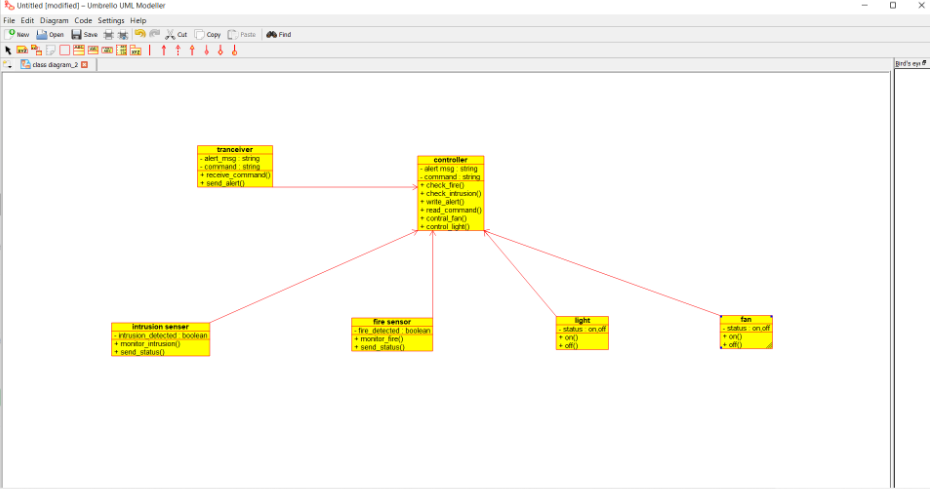 Untitled [modified] – Umbrello UML Modeller
File Edit Diagram Code Settings Help
New Open Save Cut Copy Paste Find
class diagram_2
Bird's eye
tranceiver
- alert_msg : string
- command : string
+ receive_command()
+ send_alert()
controller
- alert msg : string
- command : string
+ check_fire()
+ check_intrusion()
+ write_alert()
+ read_command()
+ contral_fan()
+ control_light()
intrusion senser
- intrusion_detected : boolean
+ monitor_intrusion()
+ send_status()
fire sensor
- fire_detected : boolean
+ monitor_fire()
+ send_status()
light
- status : on,off
+ on()
+ off()
fan
- status : on,off
+ on()
+ off()